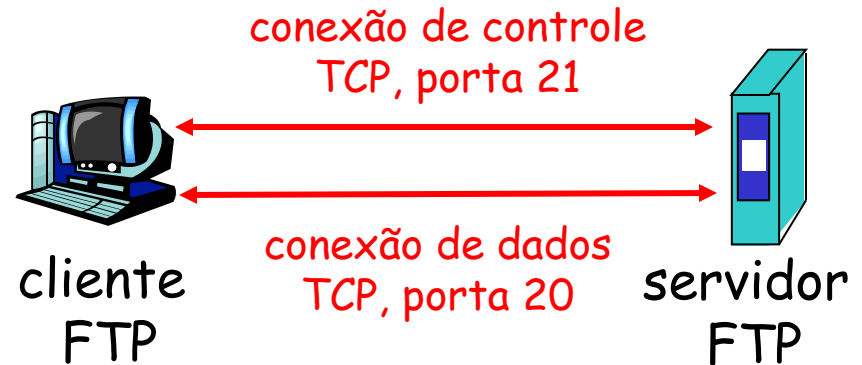 conexão de controle
TCP, porta 21
conexão de dados
TCP, porta 20
cliente
FTP
servidor
FTP